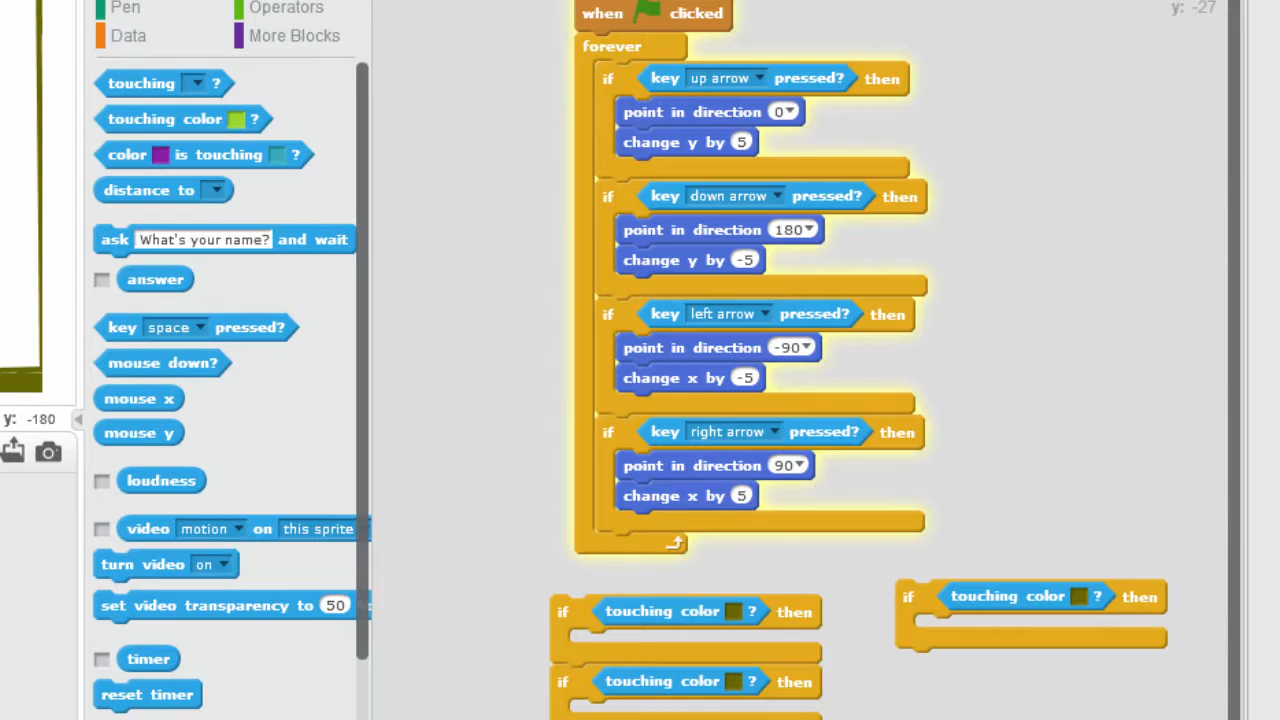 Pen
Operators
Data
More Blocks
touching ?
touching color ?
color is touching ?
distance to
ask What's your name? and wait
answer
key space pressed?
mouse down?
mouse x
mouse y
loudness
video motion on this sprite
turn video on
set video transparency to 50
timer
reset timer
y: -180
when clicked
forever
if key up arrow pressed? then
point in direction 0
change y by 5
if key down arrow pressed? then
point in direction 180
change y by -5
if key left arrow pressed? then
point in direction -90
change x by -5
if key right arrow pressed? then
point in direction 90
change x by 5
if touching color ? then
if touching color ? then
if touching color ? then
y: -27